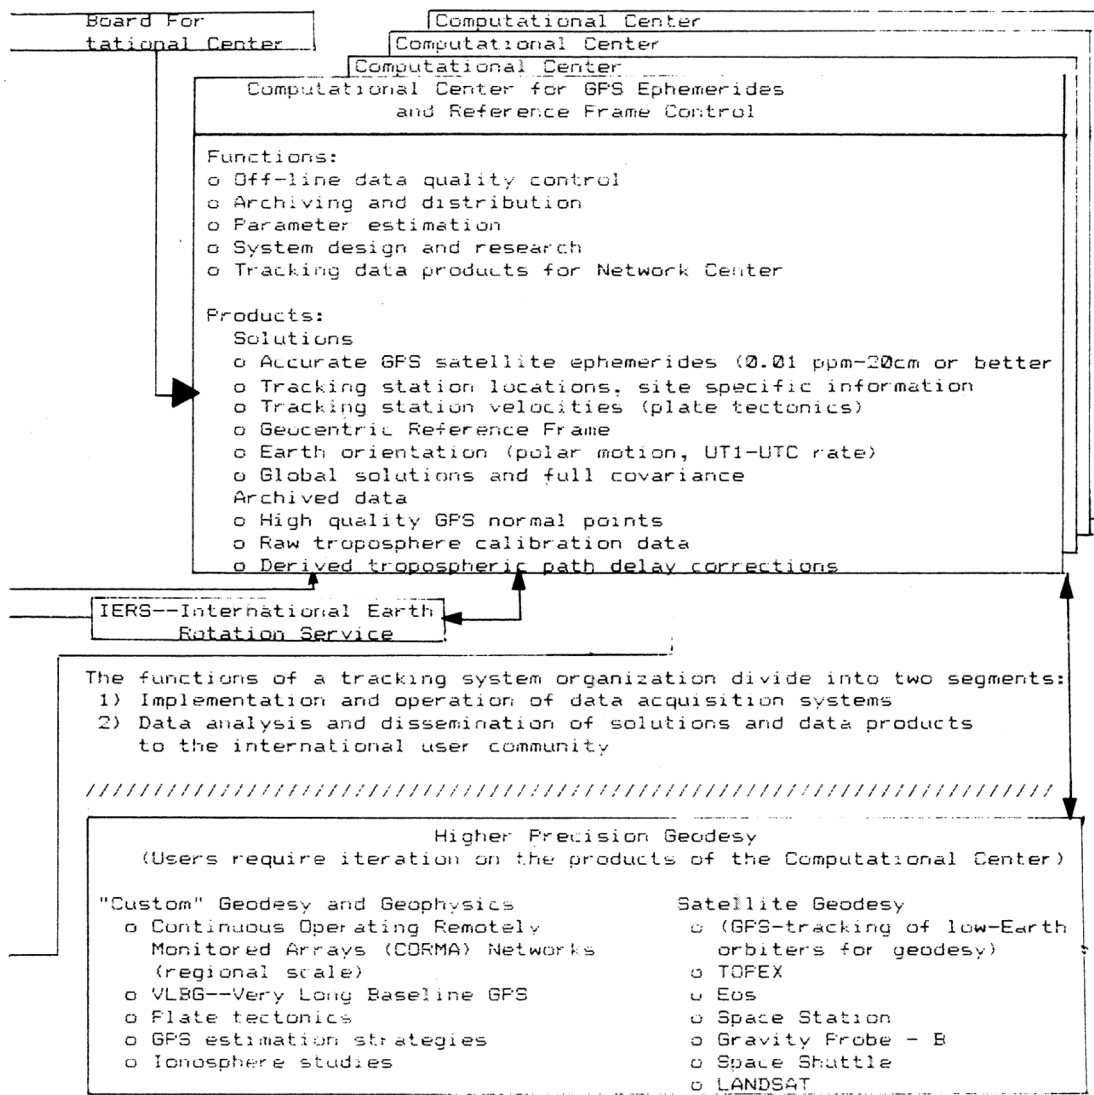 Board For
tational Center
Computational Center
Computational Center
Computational Center
Computational Center for GPS Ephemerides
and Reference Frame Control
Functions:
o Off-line data quality control
o Archiving and distribution
o Parameter estimation
o System design and research
o Tracking data products for Network Center
Products:
Solutions
o Accurate GPS satellite ephemerides (0.01 ppm-20cm or better
o Tracking station locations, site specific information
o Tracking station velocities (plate tectonics)
o Geocentric Reference Frame
o Earth orientation (polar motion, UT1-UTC rate)
o Global solutions and full covariance
Archived data
o High quality GPS normal points
o Raw troposphere calibration data
o Derived tropospheric path delay corrections
IERS--International Earth
Rotation Service
The functions of a tracking system organization divide into two segments:
1) Implementation and operation of data acquisition systems
2) Data analysis and dissemination of solutions and data products
to the international user community
////////////////////////////////////////////////////////////////////////
Higher Precision Geodesy
(Users require iteration on the products of the Computational Center)
"Custom" Geodesy and Geophysics
o Continuous Operating Remotely
Monitored Arrays (CORMA) Networks
(regional scale)
o VLBG--Very Long Baseline GPS
o Plate tectonics
o GPS estimation strategies
o Ionosphere studies
Satellite Geodesy
o (GPS-tracking of low-Earth
orbiters for geodesy)
o TOPEX
o Eos
o Space Station
o Gravity Probe - B
o Space Shuttle
o LANDSAT